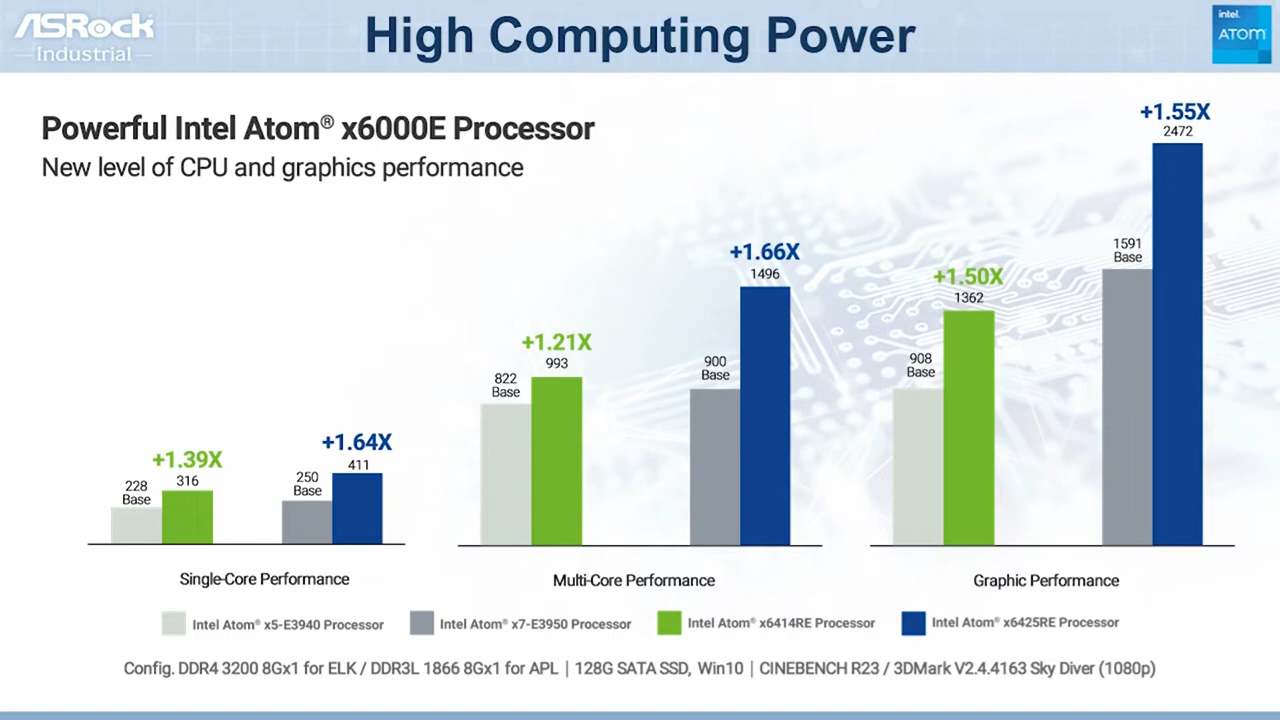 ASRock
Industrial
High Computing Power
intel.
ATOM
Powerful Intel Atom® x6000E Processor
New level of CPU and graphics performance
+1.39X
228
Base
316
+1.64X
250
Base
411
Single-Core Performance
+1.21X
822
Base
993
+1.66X
900
Base
1496
Multi-Core Performance
+1.50X
908
Base
1362
+1.55X
1591
Base
2472
Graphic Performance
Intel Atom® x5-E3940 Processor
Intel Atom® x7-E3950 Processor
Intel Atom® x6414RE Processor
Intel Atom® x6425RE Processor
Config. DDR4 3200 8Gx1 for ELK / DDR3L 1866 8Gx1 for APL | 128G SATA SSD, Win10 | CINEBENCH R23 / 3DMark V2.4.4163 Sky Diver (1080p)